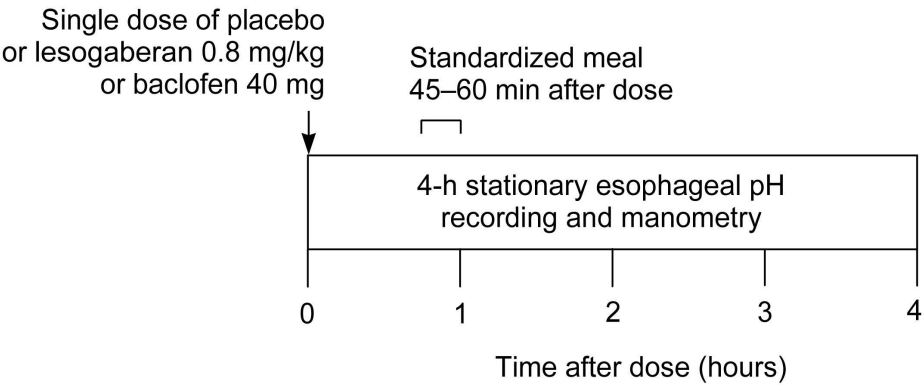 Single dose of placebo
or lesogaberan 0.8 mg/kg
or baclofen 40 mg
Standardized meal
45–60 min after dose
4-h stationary esophageal pH
recording and manometry
0
1
2
3
4
Time after dose (hours)